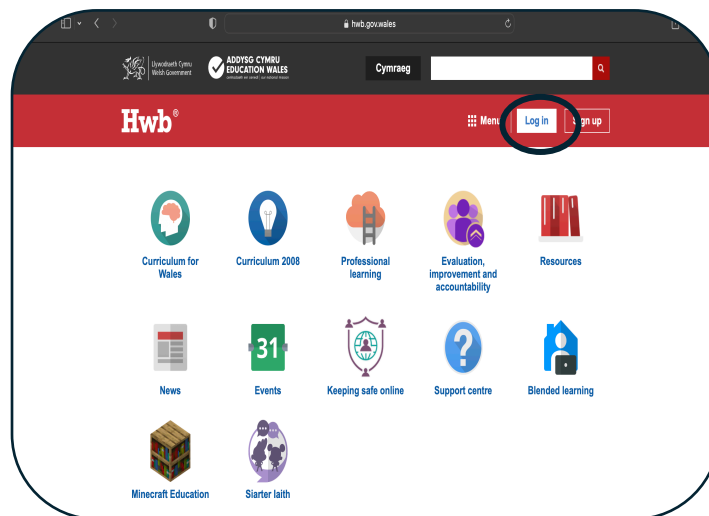 hwb.gov.wales
Llywodraeth Cymru
Welsh Government
ADDYSG CYMRU
EDUCATION WALES
Cymraeg
Hwb®
Menu
Log in
Sign up
Curriculum for
Wales
Curriculum 2008
Professional
learning
Evaluation,
improvement and
accountability
Resources
31
News
Events
Keeping safe online
Support centre
Blended learning
Minecraft Education
Siarter Iaith